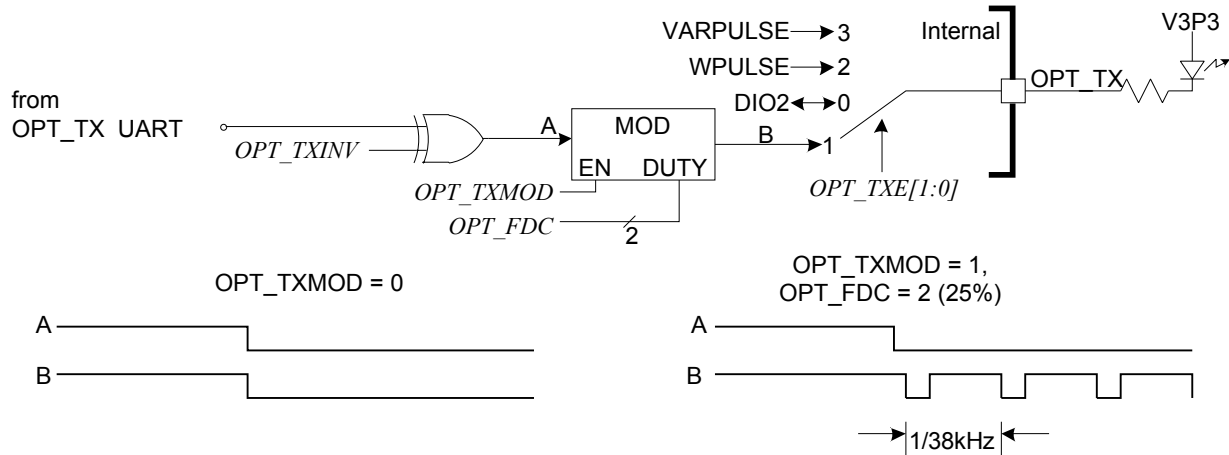 VARPULSE 3
Internal
V3P3
WPULSE 2
OPT_TX
from
OPT_TX UART
DIO2 0
A
MOD
B
1
OPT_TXINV
EN DUTY
OPT_TXMOD
OPT_TXE[1:0]
OPT_FDC
2
OPT_TXMOD = 0
OPT_TXMOD = 1,
OPT_FDC = 2 (25%)
A
B
A
B
1/38kHz